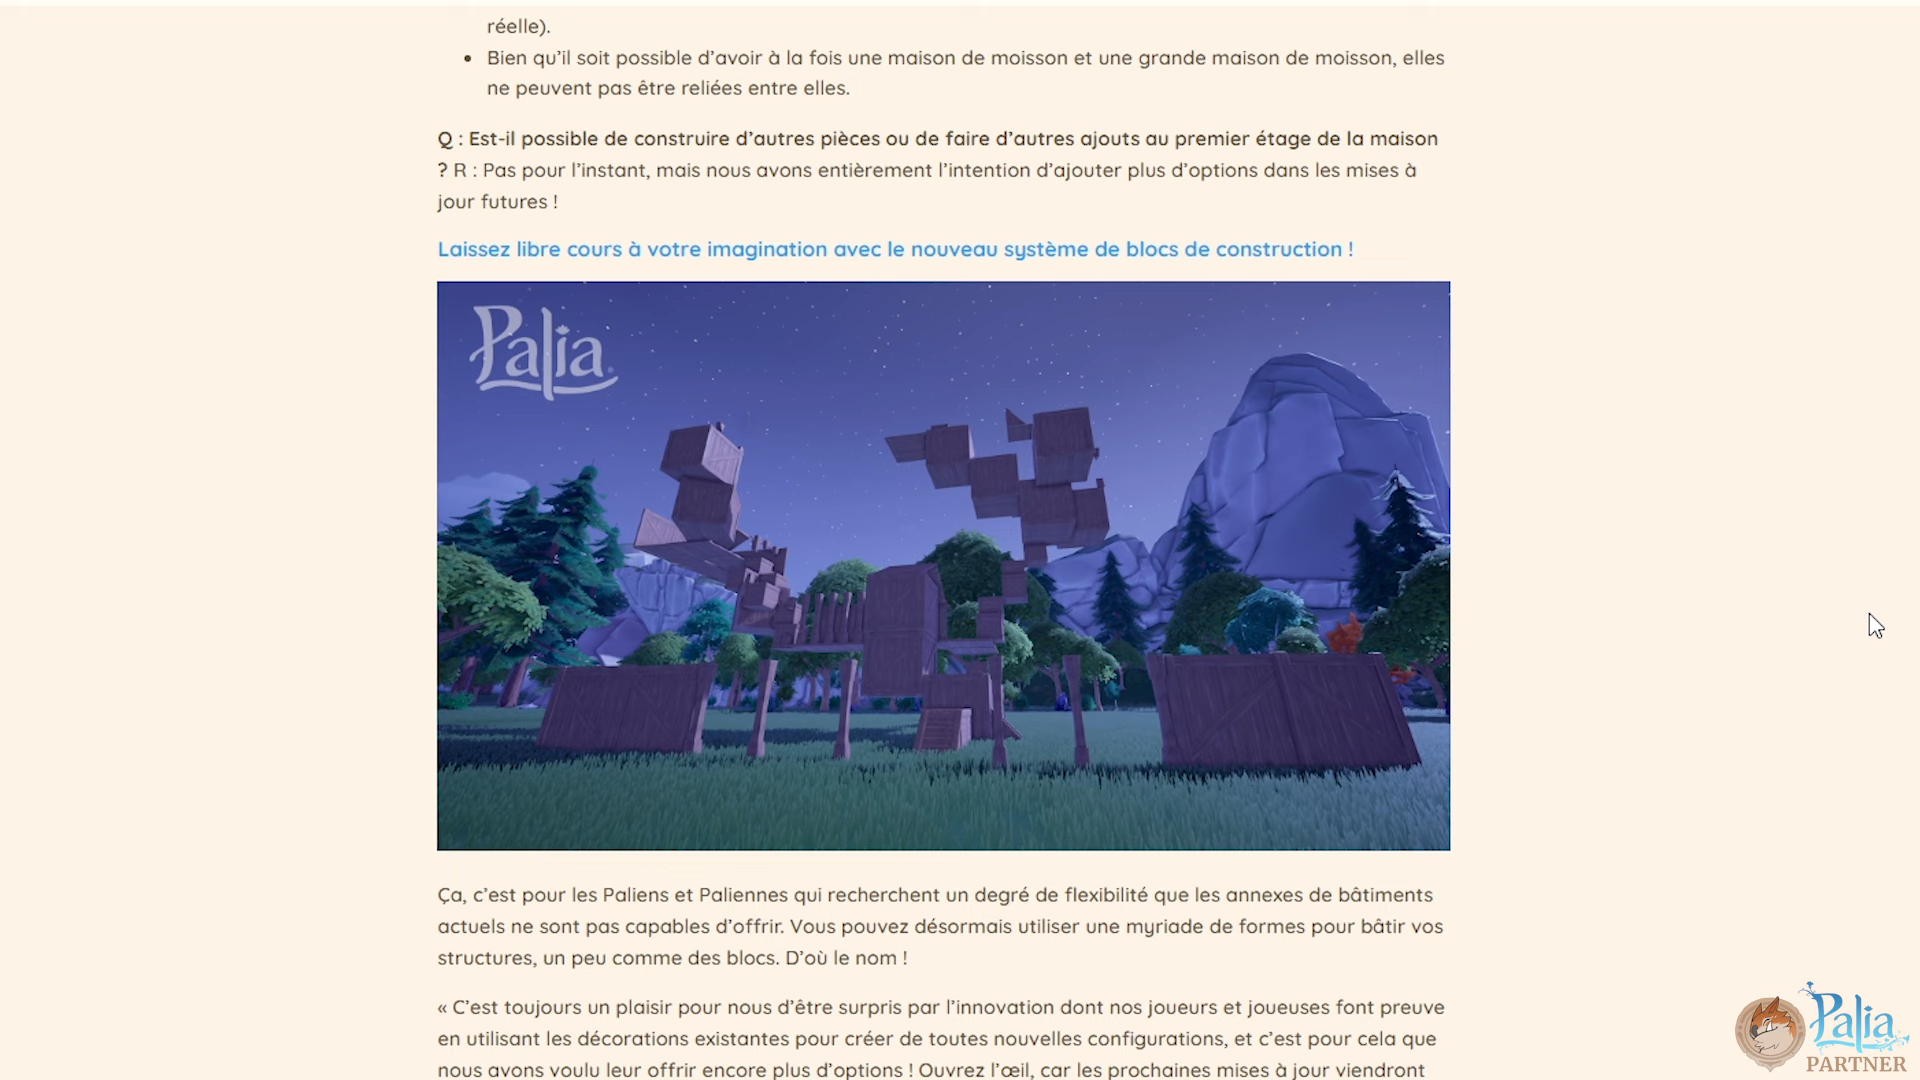 réelle).
• Bien qu’il soit possible d’avoir à la fois une maison de moisson et une grande maison de moisson, elles
ne peuvent pas être reliées entre elles.
Q : Est-il possible de construire d’autres pièces ou de faire d’autres ajouts au premier étage de la maison
? R : Pas pour l’instant, mais nous avons entièrement l’intention d’ajouter plus d’options dans les mises à
jour futures !
Laissez libre cours à votre imagination avec le nouveau système de blocs de construction !
Palia
Ça, c’est pour les Paliens et Paliennes qui recherchent un degré de flexibilité que les annexes de bâtiments
actuels ne sont pas capables d’offrir. Vous pouvez désormais utiliser une myriade de formes pour bâtir vos
structures, un peu comme des blocs. D’où le nom !
« C’est toujours un plaisir pour nous d’être surpris par l’innovation dont nos joueurs et joueuses font preuve
en utilisant les décorations existantes pour créer de toutes nouvelles configurations, et c’est pour cela que
nous avons voulu leur offrir encore plus d’options ! Ouvrez l’œil, car les prochaines mises à jour viendront
Palia
PARTNER